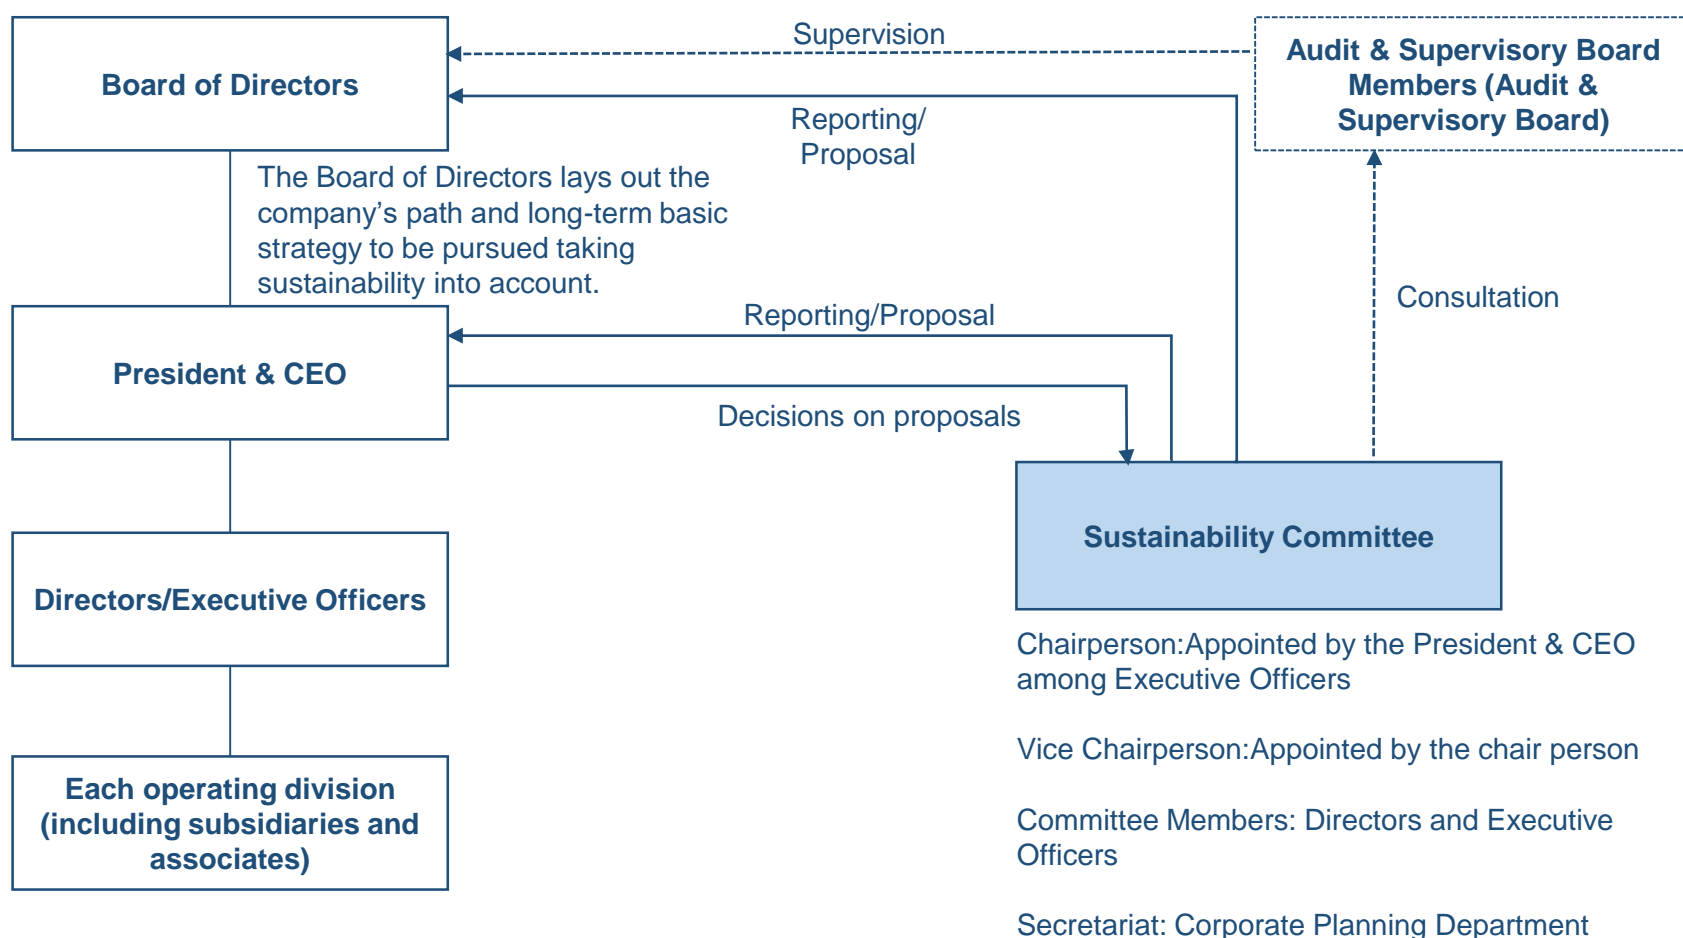 Supervision
Board of Directors
Audit & Supervisory Board
Members (Audit &
Supervisory Board)
Reporting/
Proposal
The Board of Directors lays out the
company’s path and long-term basic
strategy to be pursued taking
sustainability into account.
Consultation
Reporting/Proposal
President & CEO
Decisions on proposals
Sustainability Committee
Directors/Executive Officers
Chairperson:Appointed by the President & CEO
among Executive Officers
Vice Chairperson:Appointed by the chair person
Each operating division
(including subsidiaries and
associates)
Committee Members: Directors and Executive
Officers
Secretariat: Corporate Planning Department